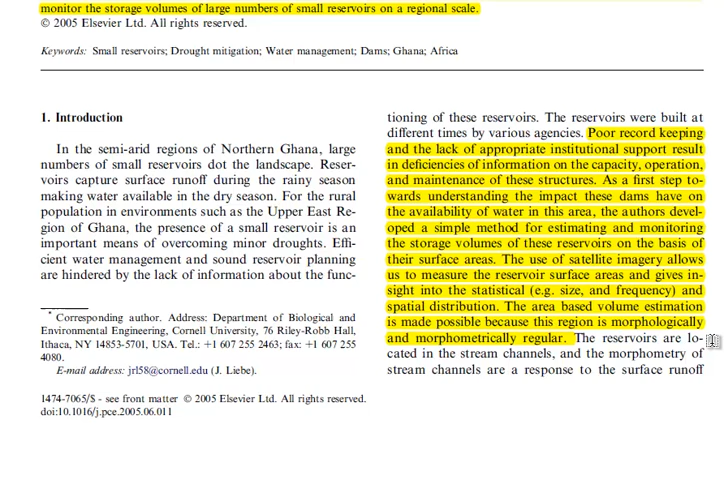 monitor the storage volumes of large numbers of small reservoirs on a regional scale.
© 2005 Elsevier Ltd. All rights reserved.
Keywords: Small reservoirs; Drought mitigation; Water management; Dams; Ghana; Africa
1. Introduction
In the semi-arid regions of Northern Ghana, large
numbers of small reservoirs dot the landscape. Reser-
voirs capture surface runoff during the rainy season
making water available in the dry season. For the rural
population in environments such as the Upper East Re-
gion of Ghana, the presence of a small reservoir is an
important means of overcoming minor droughts. Effi-
cient water management and sound reservoir planning
are hindered by the lack of information about the func-
* Corresponding author. Address: Department of Biological and
Environmental Engineering, Cornell University, 76 Riley-Robb Hall,
Ithaca, NY 14853-5701, USA. Tel.: +1 607 255 2463; fax: +1 607 255
4080.
E-mail address: jrl58@cornell.edu (J. Liebe).
1474-7065/$ - see front matter © 2005 Elsevier Ltd. All rights reserved.
doi:10.1016/j.pce.2005.06.011
tioning of these reservoirs. The reservoirs were built at
different times by various agencies. Poor record keeping
and the lack of appropriate institutional support result
in deficiencies of information on the capacity, operation,
and maintenance of these structures. As a first step to-
wards understanding the impact these dams have on
the availability of water in this area, the authors devel-
oped a simple method for estimating and monitoring
the storage volumes of these reservoirs on the basis of
their surface areas. The use of satellite imagery allows
us to measure the reservoir surface areas and gives in-
sight into the statistical (e.g. size, and frequency) and
spatial distribution. The area based volume estimation
is made possible because this region is morphologically
and morphometrically regular. The reservoirs are lo-
cated in the stream channels, and the morphometry of
stream channels are a response to the surface runoff